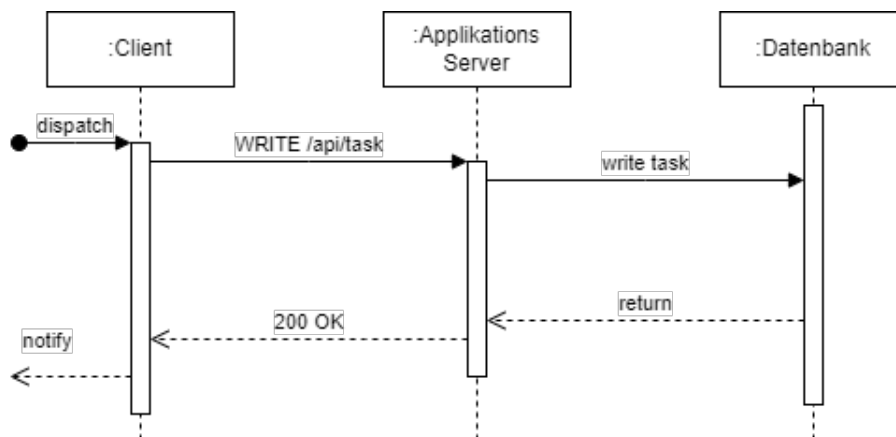 :Client
:Applikations
Server
:Datenbank
dispatch
WRITE /api/task
write task
return
200 OK
notify